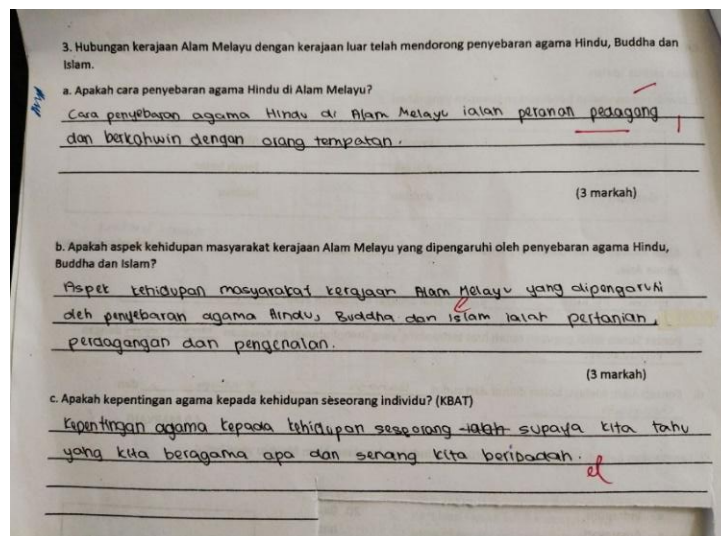 3. Hubungan kerajaan Alam Melayu dengan kerajaan luar telah mendorong penyebaran agama Hindu, Buddha dan
Islam.
a. Apakah cara penyebaran agama Hindu di Alam Melayu?
Cara penyebaran agama Hindu di Alam Melayu ialah peranan pedagang
dan berkahwin dengan orang tempatan.
1
(3 markah)
b. Apakah aspek kehidupan masyarakat kerajaan Alam Melayu yang dipengaruhi oleh penyebaran agama Hindu,
Buddha dan Islam?
Aspek kehidupan masyarakat kerajaan Alam Melayu yang dipengaruhi
oleh penyebaran agama Hindu, Buddha dan Islam ialah pertanian,
perdagangan dan pengenalan.
(3 markah)
c. Apakah kepentingan agama kepada kehidupan seseorang individu? (KBAT)
Kepentingan agama kepada kehidupan seseorang ialah supaya kita tahu
yang kita beragama apa dan senang kita beribadah.